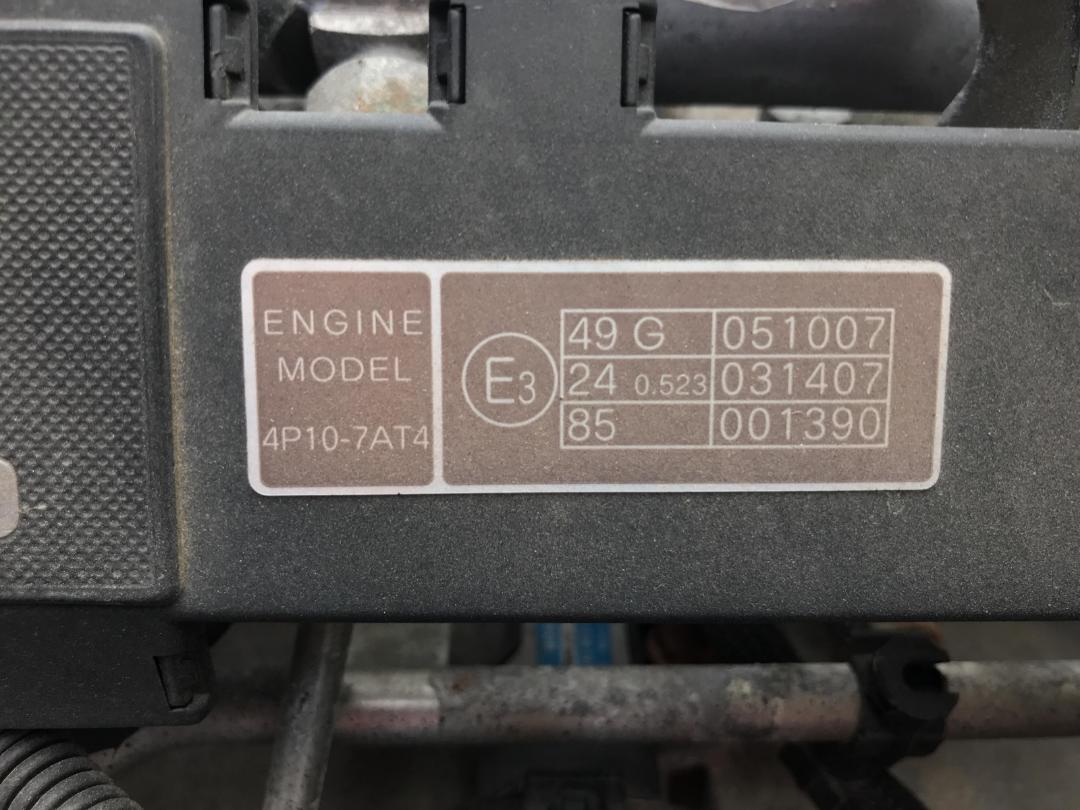 ENGINE
MODEL
4P10-7AT4
E3
49 G 051007
24 0.523 031407
85 001390